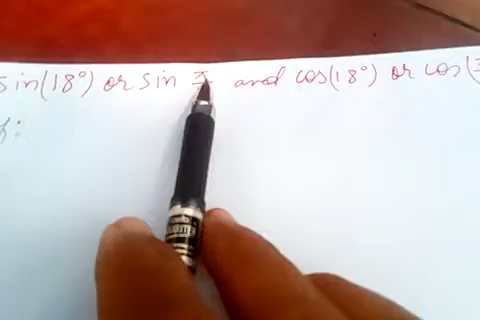 sin(18°) or sin π and cos(18°) or cos(